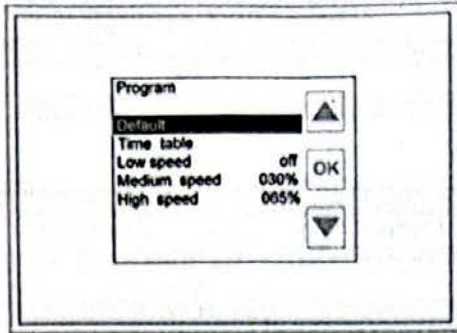 Program
Default
Time table
Low speed off
Medium speed 030%
High speed 065%
OK